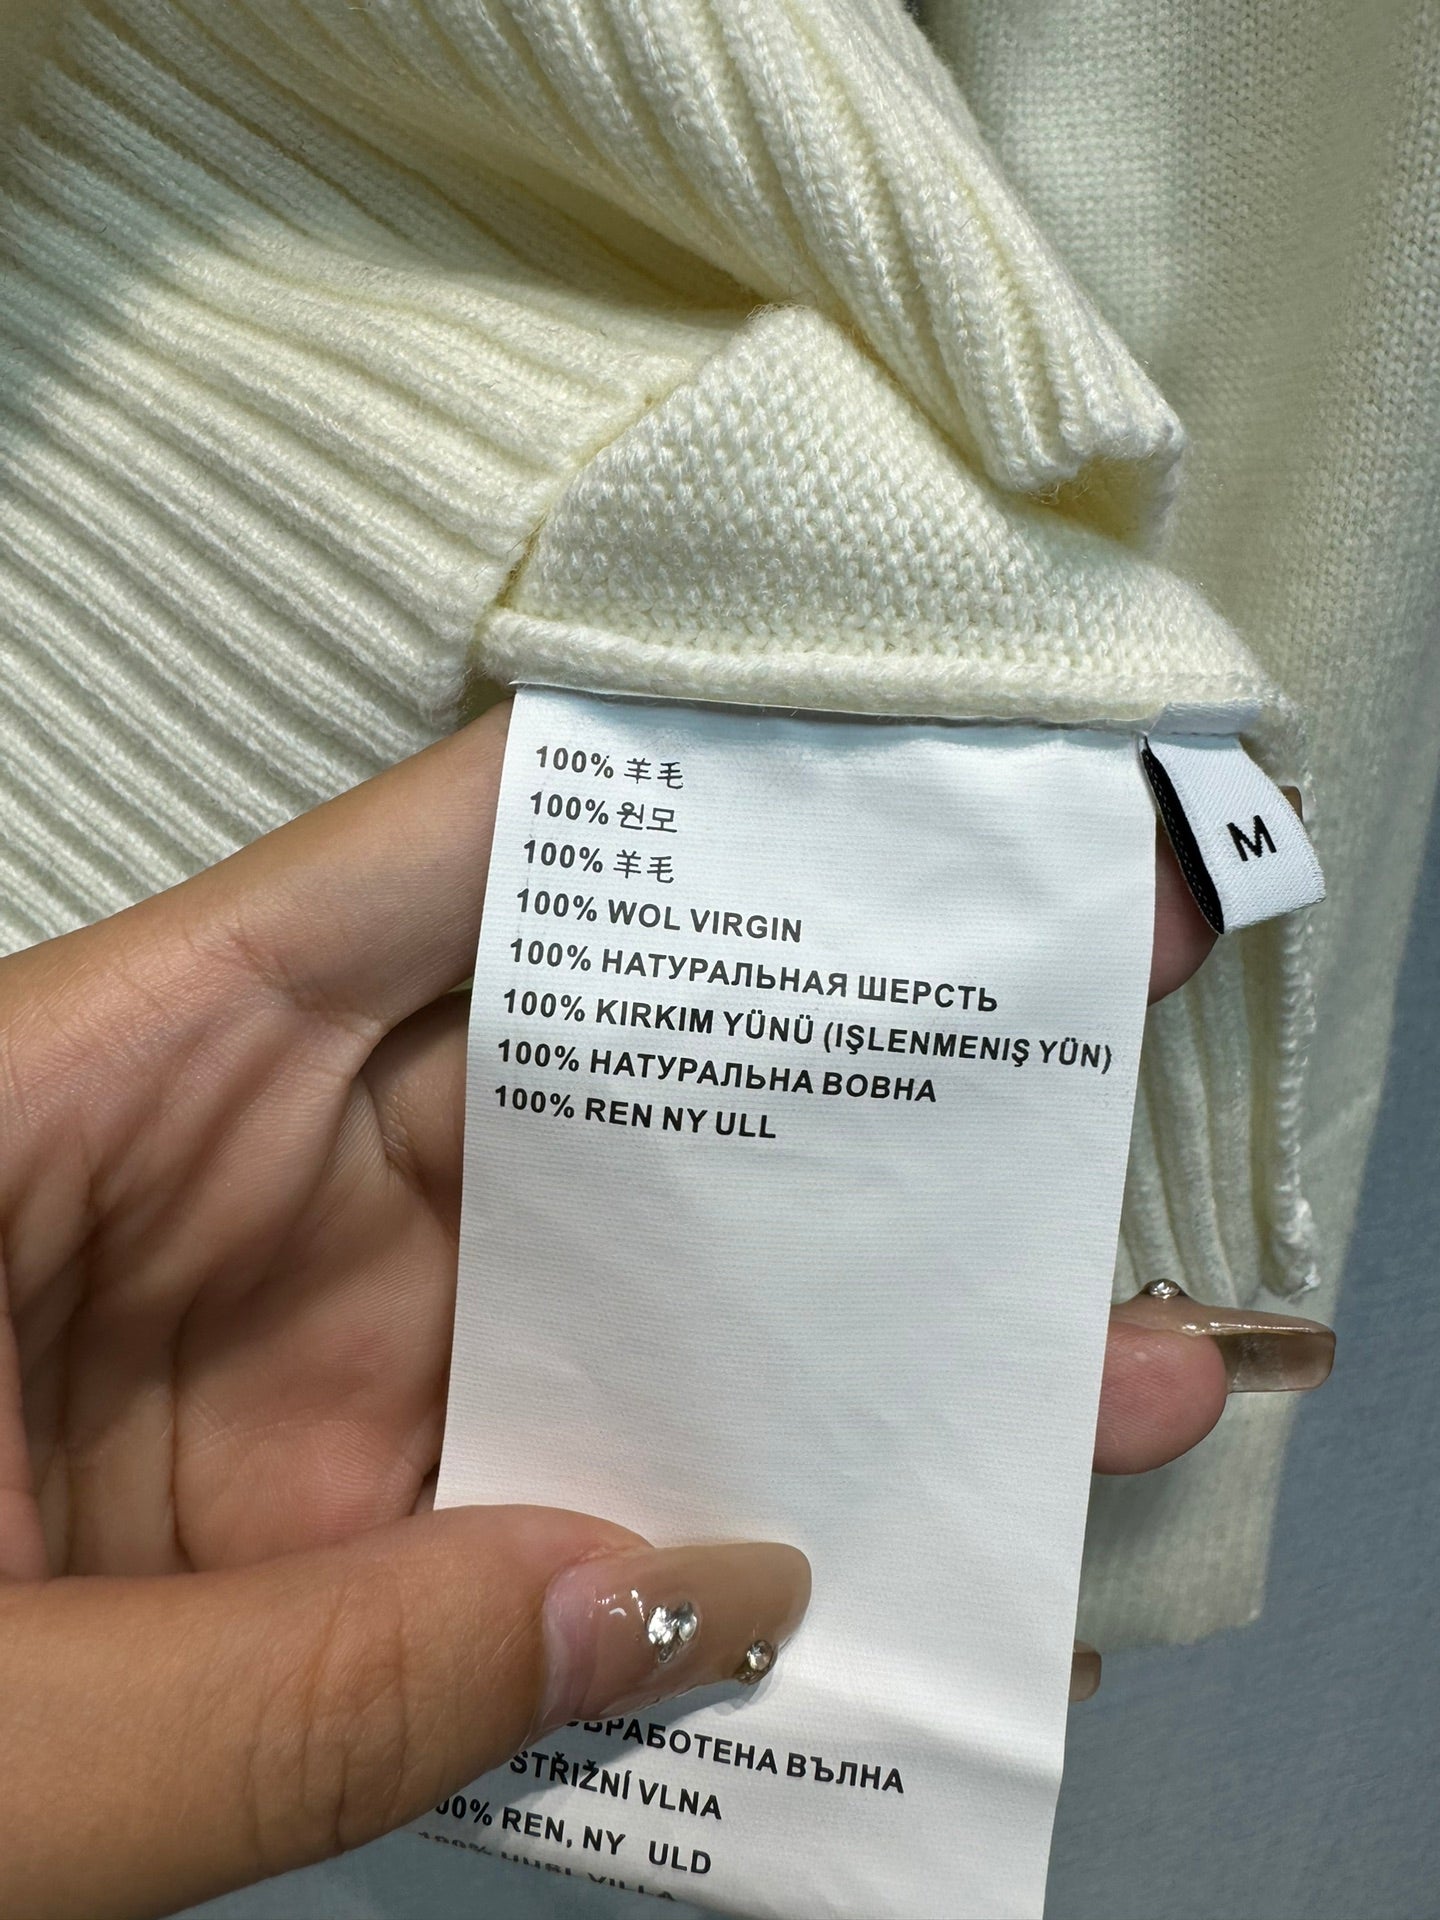 100% 羊毛
100% 원모
100% 羊毛
100% WOL VIRGIN
100% НАТУРАЛЬНАЯ ШЕРСТЬ
100% KIRKIM YÜNÜ (IŞLENMENIŞ YÜN)
100% НАТУРАЛЬНА ВОВНА
100% REN NY ULL
M
ВЪЛНА
STŘIŽNÍ VLNA
REN, NY ULD